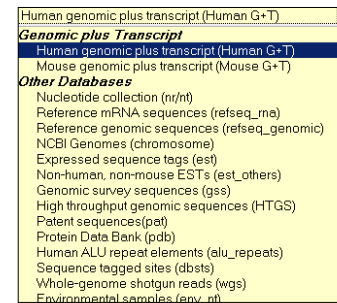 Human genomic plus transcript (Human G+T)
Genomic plus Transcript
Human genomic plus transcript (Human G+T)
Mouse genomic plus transcript (Mouse G+T)
Other Databases
Nucleotide collection (nr/nt)
Reference mRNA sequences (refseq_rna)
Reference genomic sequences (refseq_genomic)
NCBI Genomes (chromosome)
Expressed sequence tags (est)
Non-human, non-mouse ESTs (est_others)
Genomic survey sequences (gss)
High throughput genomic sequences (HTGS)
Patent sequences(pat)
Protein Data Bank (pdb)
Human ALU repeat elements (alu_repeats)
Sequence tagged sites (dbsts)
Whole-genome shotgun reads (wgs)
Environmental samples (env_nt)